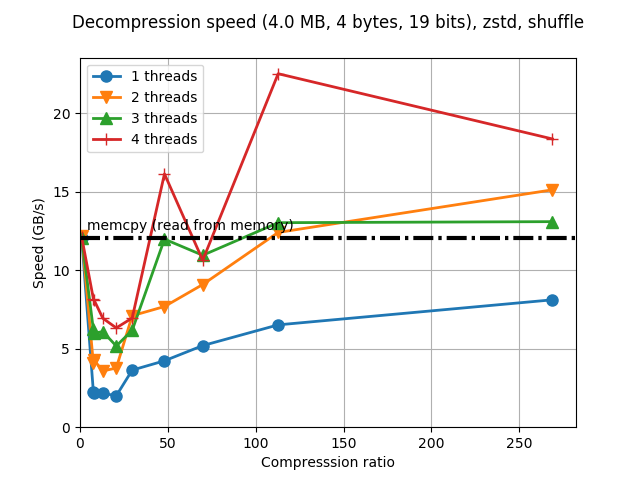 Decompression speed (4.0 MB, 4 bytes, 19 bits), zstd, shuffle
1 threads
2 threads
3 threads
4 threads
memcpy (read from memory)
Speed (GB/s)
20
15
10
5
0
0 50 100 150 200 250
Compresssion ratio